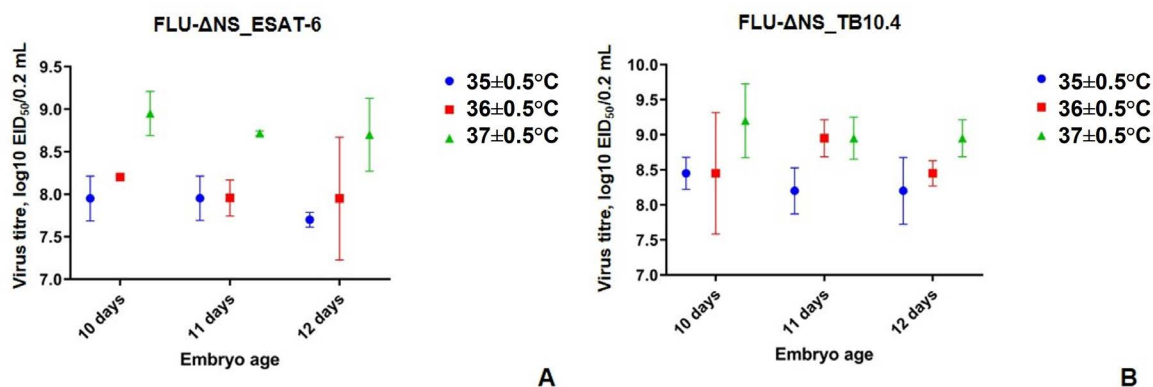 FLU-ΔNS_ESAT-6
Virus titre, log10 EID₅₀/0.2 mL
9.5
9.0
8.5
8.0
7.5
7.0
10 days
11 days
12 days
Embryo age
35±0.5°C
36±0.5°C
37±0.5°C
A
FLU-ΔNS_TB10.4
Virus titre, log10 EID₅₀/0.2 mL
10.0
9.5
9.0
8.5
8.0
7.5
7.0
10 days
11 days
12 days
Embryo age
35±0.5°C
36±0.5°C
37±0.5°C
B